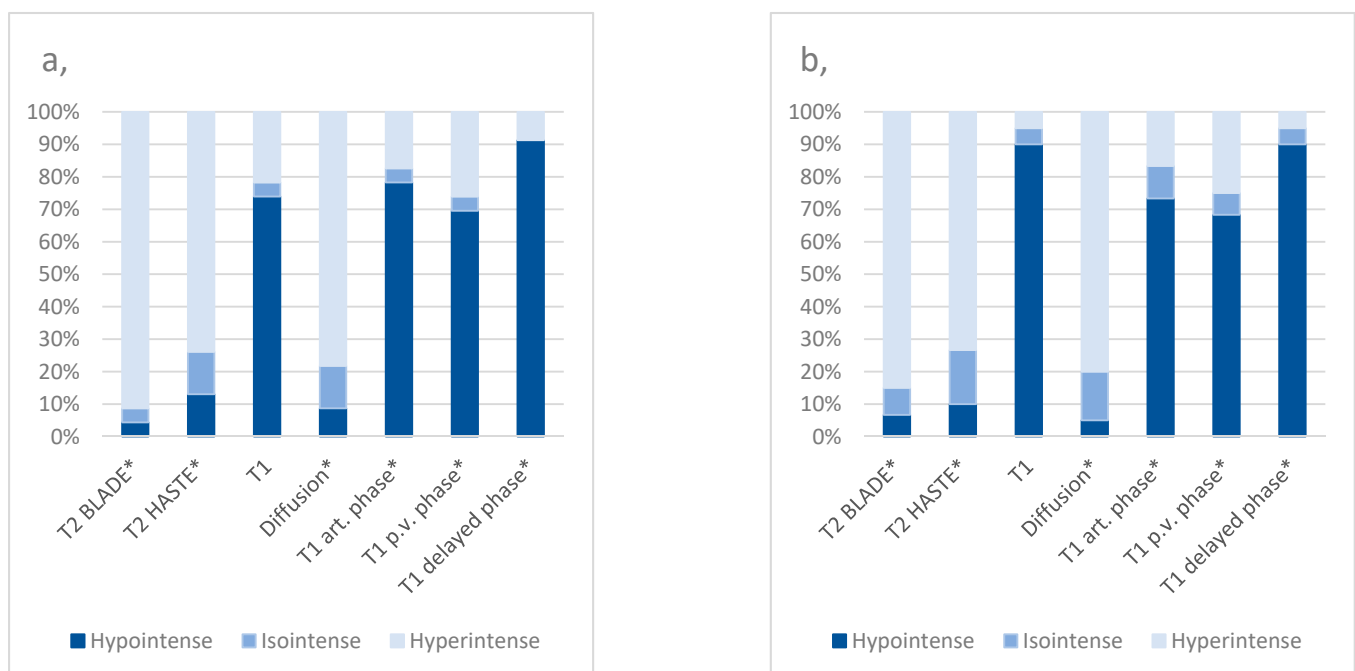 a,
100%
90%
80%
70%
60%
50%
40%
30%
20%
10%
0%
T2 BLADE*
T2 HASTE*
T1
Diffusion*
T1 art. phase*
T1 p.v. phase*
T1 delayed phase*
Hypointense Isointense Hyperintense
b,
100%
90%
80%
70%
60%
50%
40%
30%
20%
10%
0%
T2 BLADE*
T2 HASTE*
T1
Diffusion*
T1 art. phase*
T1 p.v. phase*
T1 delayed phase*
Hypointense Isointense Hyperintense